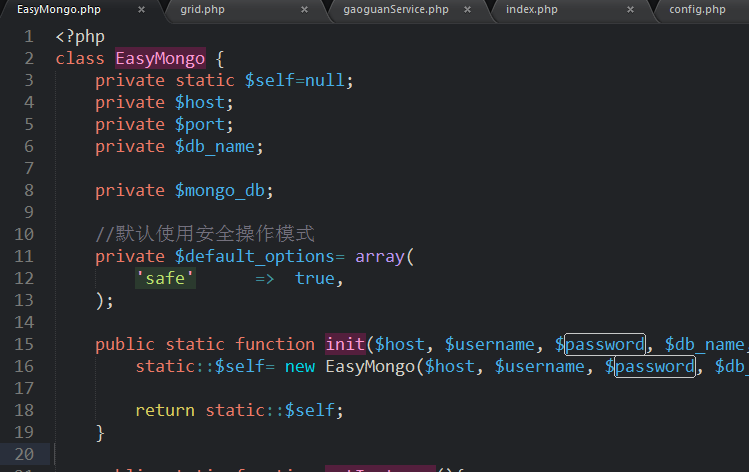 EasyMongo.php × grid.php × gaoguanService.php × index.php × config.php
1 <?php
2 class EasyMongo {
3 private static $self=null;
4 private $host;
5 private $port;
6 private $db_name;
7
8 private $mongo_db;
9
10 //默认使用安全操作模式
11 private $default_options= array(
12 'safe' => true,
13 );
14
15 public static function init($host, $username, $password, $db_name,
16 static::$self= new EasyMongo($host, $username, $password, $db_
17
18 return static::$self;
19 }
20